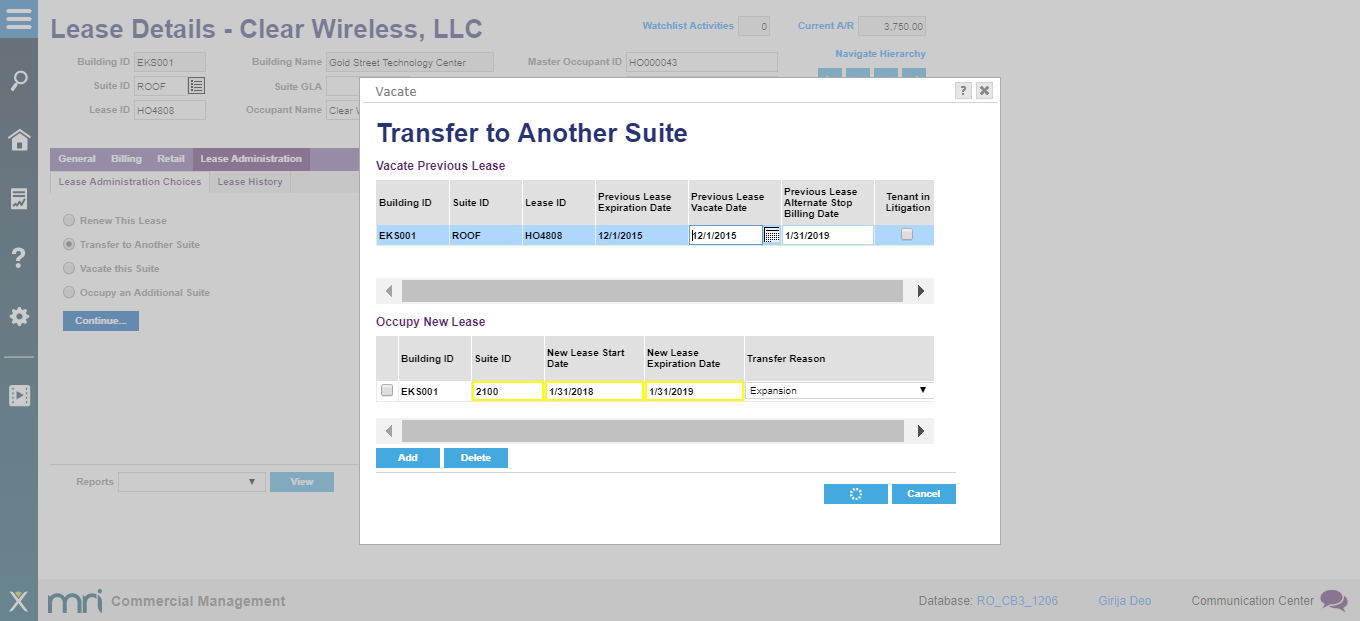 Lease Details - Clear Wireless, LLC
Watchlist Activities 0 Current A/R 3,750.00
Navigate Hierarchy
Building ID EKS001 Building Name Gold Street Technology Center Master Occupant ID HO000043
Suite ID ROOF Suite GLA
Lease ID HO4808 Occupant Name Clear
General Billing Retail Lease Administration
Lease Administration Choices Lease History
Renew This Lease
Transfer to Another Suite
Vacate this Suite
Occupy an Additional Suite
Continue...
Reports View
Vacate ?
Transfer to Another Suite
Vacate Previous Lease
Building ID Suite ID Lease ID Previous Lease Expiration Date Previous Lease Vacate Date Previous Lease Alternate Stop Billing Date Tenant in Litigation
EKS001 ROOF HO4808 12/1/2015 12/1/2015 1/31/2019
Occupy New Lease
Building ID Suite ID New Lease Start Date New Lease Expiration Date Transfer Reason
EKS001 2100 1/31/2018 1/31/2019 Expansion
Add Delete
Cancel
mri Commercial Management
Database: RO_CB3_1206 Girija Deo Communication Center